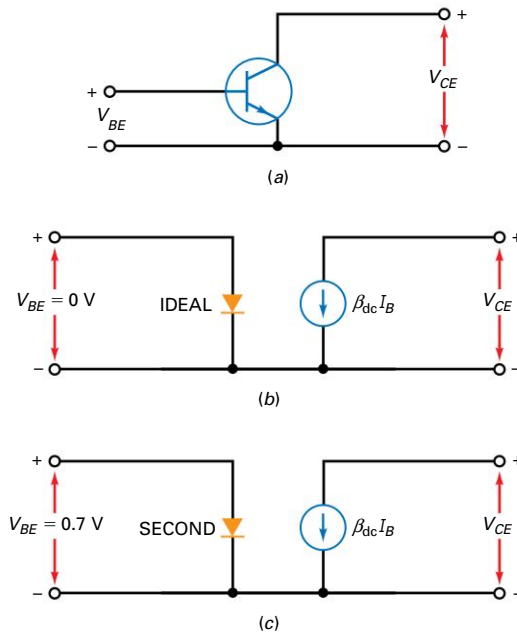 + +
V_BE V_CE
− −
(a)
+ +
V_BE = 0 V IDEAL β_dc I_B V_CE
− −
(b)
+ +
V_BE = 0.7 V SECOND β_dc I_B V_CE
− −
(c)